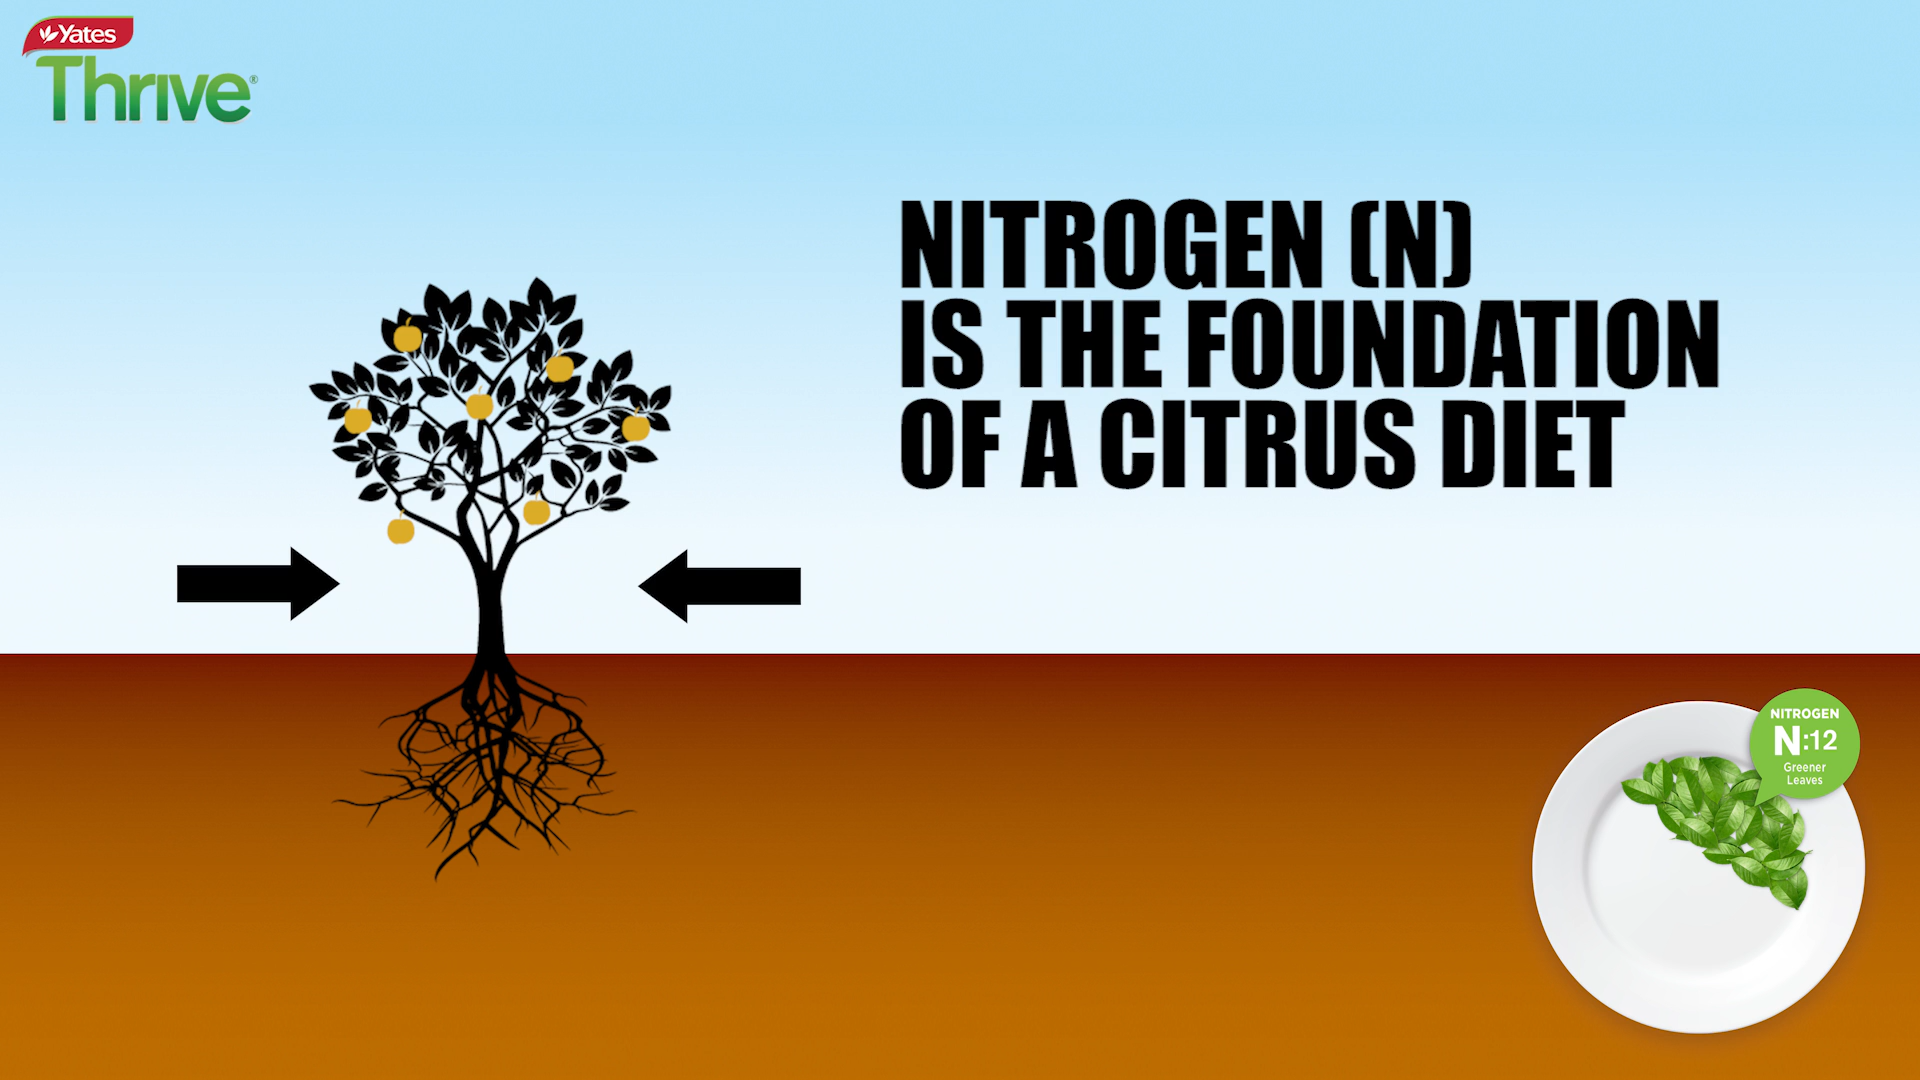 Yates
Thrive®
NITROGEN (N)
IS THE FOUNDATION
OF A CITRUS DIET
NITROGEN
N:12
Greener
Leaves